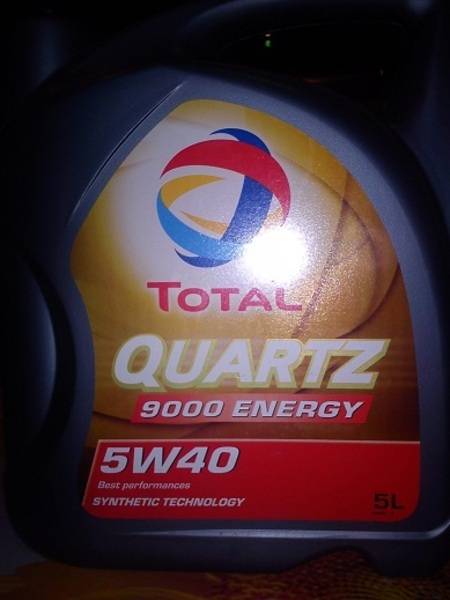 TOTAL
QUARTZ
9000 ENERGY
5W40
Best performances
SYNTHETIC TECHNOLOGY
5L